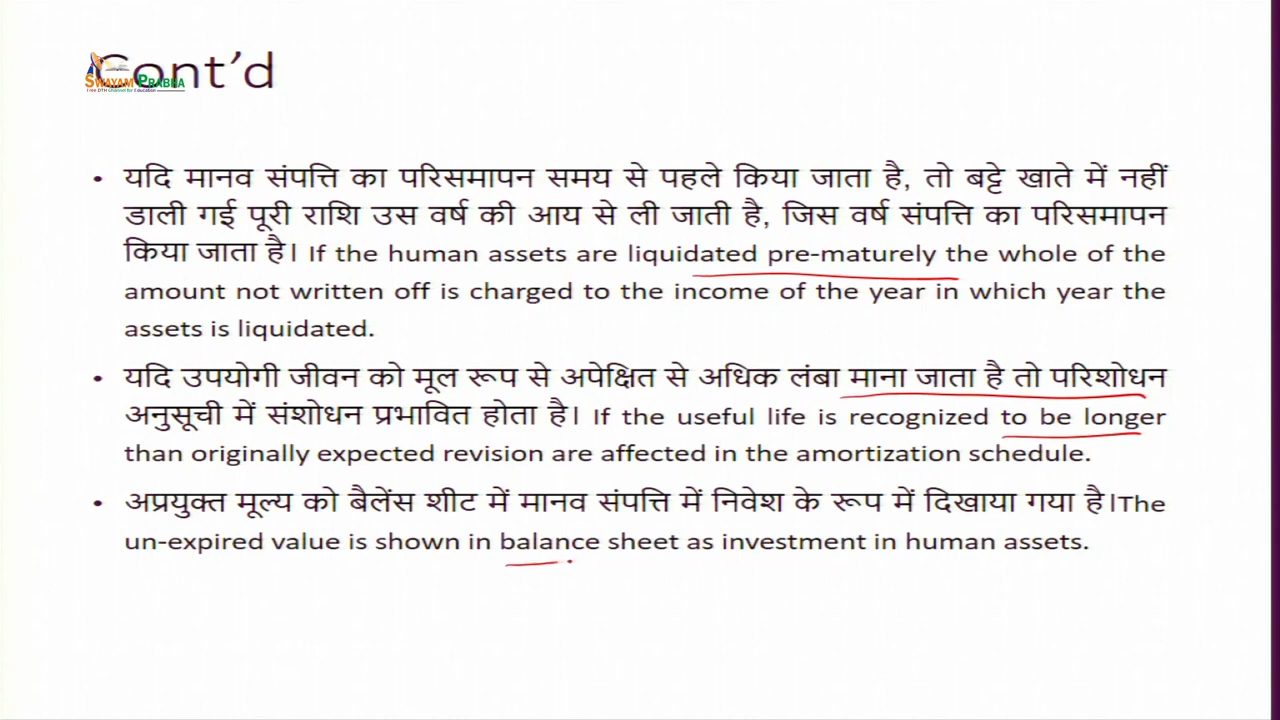 Cont'd
SWAYAM PRABHA
Free DTH Channel for Education
• यदि मानव संपत्ति का परिसमापन समय से पहले किया जाता है, तो बट्टे खाते में नहीं
डाली गई पूरी राशि उस वर्ष की आय से ली जाती है, जिस वर्ष संपत्ति का परिसमापन
किया जाता है। If the human assets are liquidated pre-maturely the whole of the
amount not written off is charged to the income of the year in which year the
assets is liquidated.
• यदि उपयोगी जीवन को मूल रूप से अपेक्षित से अधिक लंबा माना जाता है तो परिशोधन
अनुसूची में संशोधन प्रभावित होता है। If the useful life is recognized to be longer
than originally expected revision are affected in the amortization schedule.
• अप्रयुक्त मूल्य को बैलेंस शीट में मानव संपत्ति में निवेश के रूप में दिखाया गया है।The
un-expired value is shown in balance sheet as investment in human assets.